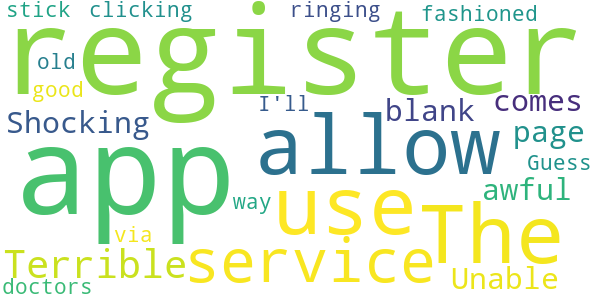 stick clicking ringing fashioned
register
old
good
I'll blank comes
Shocking allow page
app Guess
use awful
way The
via
Terrible service Unable
doctors